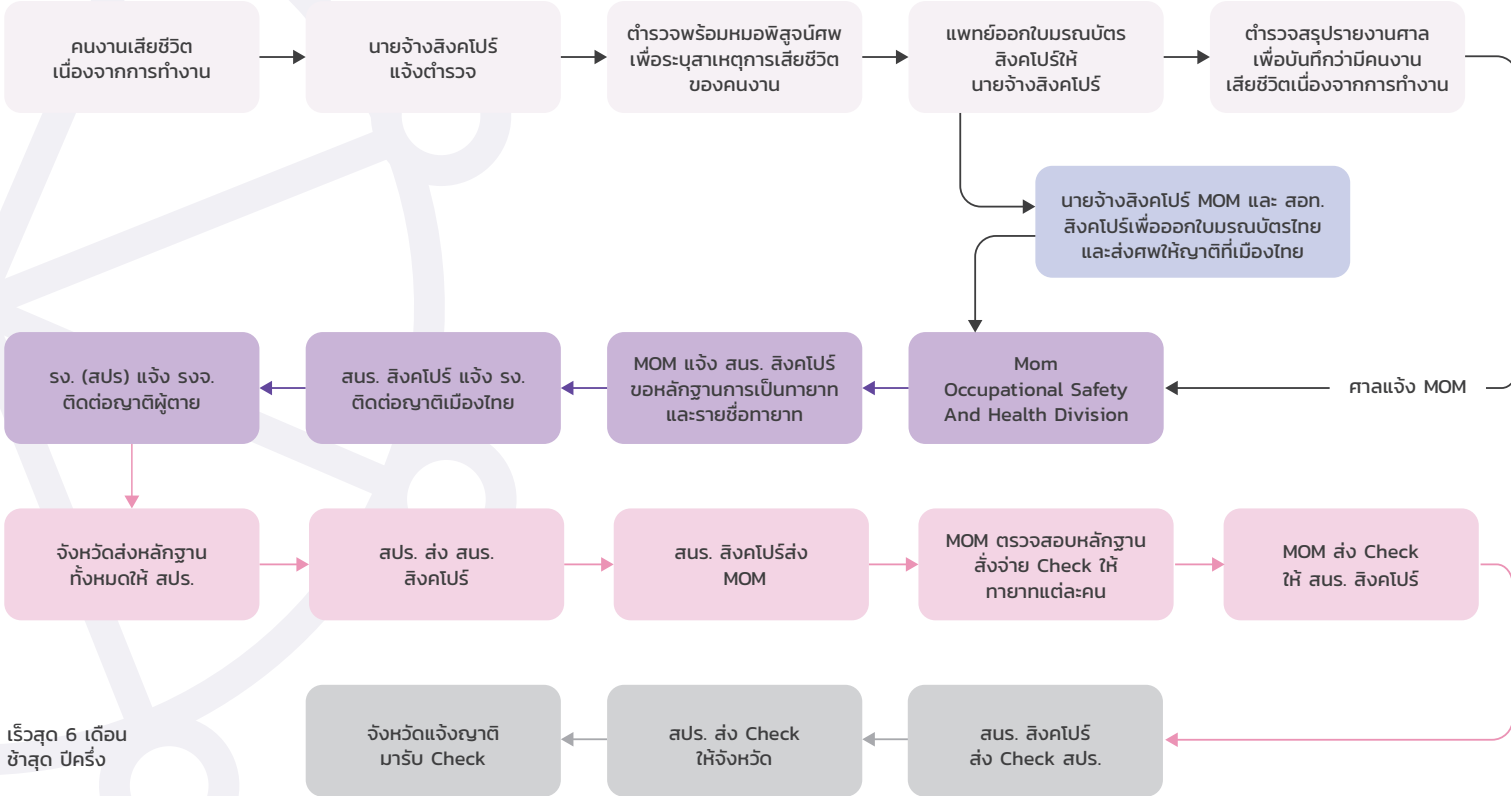 คนงานเสียชีวิต
เนื่องจากการทำงาน
นายจ้างสิงคโปร์
แจ้งตำรวจ
ตำรวจพร้อมหมอพิสูจน์ศพ
เพื่อระบุสาเหตุการเสียชีวิต
ของคนงาน
แพทย์ออกใบมรณบัตร
สิงคโปร์ให้
นายจ้างสิงคโปร์
ตำรวจสรุปรายงานศาล
เพื่อบันทึกว่ามีคนงาน
เสียชีวิตเนื่องจากการทำงาน
นายจ้างสิงคโปร์ MOM และ สอท.
สิงคโปร์เพื่อออกใบมรณบัตรไทย
และส่งศพให้ญาติที่เมืองไทย
ศาลแจ้ง MOM
Mom
Occupational Safety
And Health Division
MOM แจ้ง สนร. สิงคโปร์
ขอหลักฐานการเป็นทายาท
และรายชื่อทายาท
สนร. สิงคโปร์ แจ้ง รง.
ติดต่อญาติเมืองไทย
รง. (สปร) แจ้ง รงจ.
ติดต่อญาติผู้ตาย
จังหวัดส่งหลักฐาน
ทั้งหมดให้ สปร.
สปร. ส่ง สนร.
สิงคโปร์
สนร. สิงคโปร์ส่ง
MOM
MOM ตรวจสอบหลักฐาน
สั่งจ่าย Check ให้
ทายาทแต่ละคน
MOM ส่ง Check
ให้ สนร. สิงคโปร์
สนร. สิงคโปร์
ส่ง Check สปร.
สปร. ส่ง Check
ให้จังหวัด
จังหวัดแจ้งญาติ
มารับ Check
เร็วสุด 6 เดือน
ช้าสุด ปีครึ่ง